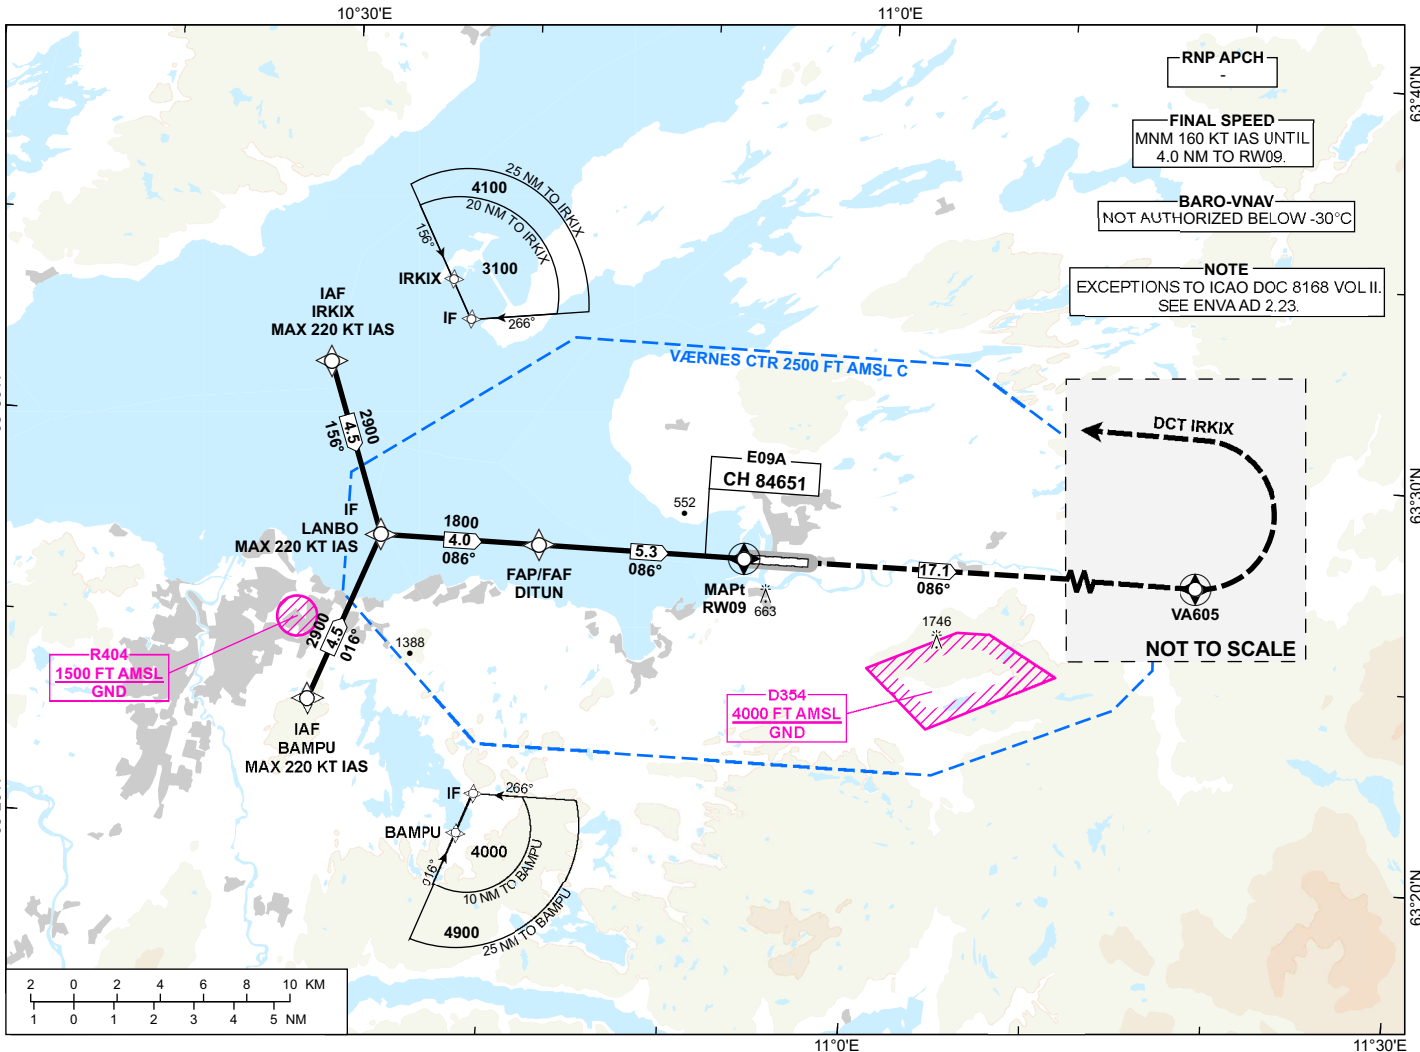 10°30'E
11°0'E
RNP APCH
-
63°40'N
FINAL SPEED
MNM 160 KT IAS UNTIL
4.0 NM TO RW09.
BARO-VNAV
NOT AUTHORIZED BELOW -30°C
NOTE
EXCEPTIONS TO ICAO DOC 8168 VOL II.
SEE ENVA AD 2.23.
25 NM TO IRKIX
4100
20 NM TO IRKIX
156°
3100
IRKIX
IF
266°
IAF
IRKIX
MAX 220 KT IAS
VÆRNES CTR 2500 FT AMSL C
2900
4.5
156°
DCT IRKIX
E09A
CH 84651
552
63°30'N
IF
LANBO
MAX 220 KT IAS
1800
4.0
086°
5.3
086°
FAP/FAF
DITUN
MAPt
RW09
663
17.1
086°
VA605
NOT TO SCALE
2900
4.5
016°
1388
1746
R404
1500 FT AMSL
GND
D354
4000 FT AMSL
GND
IAF
BAMPU
MAX 220 KT IAS
IF
266°
BAMPU
016°
4000
10 NM TO BAMPU
4900
25 NM TO BAMPU
63°20'N
2 0 2 4 6 8 10 KM
1 0 1 2 3 4 5 NM
11°0'E
11°30'E